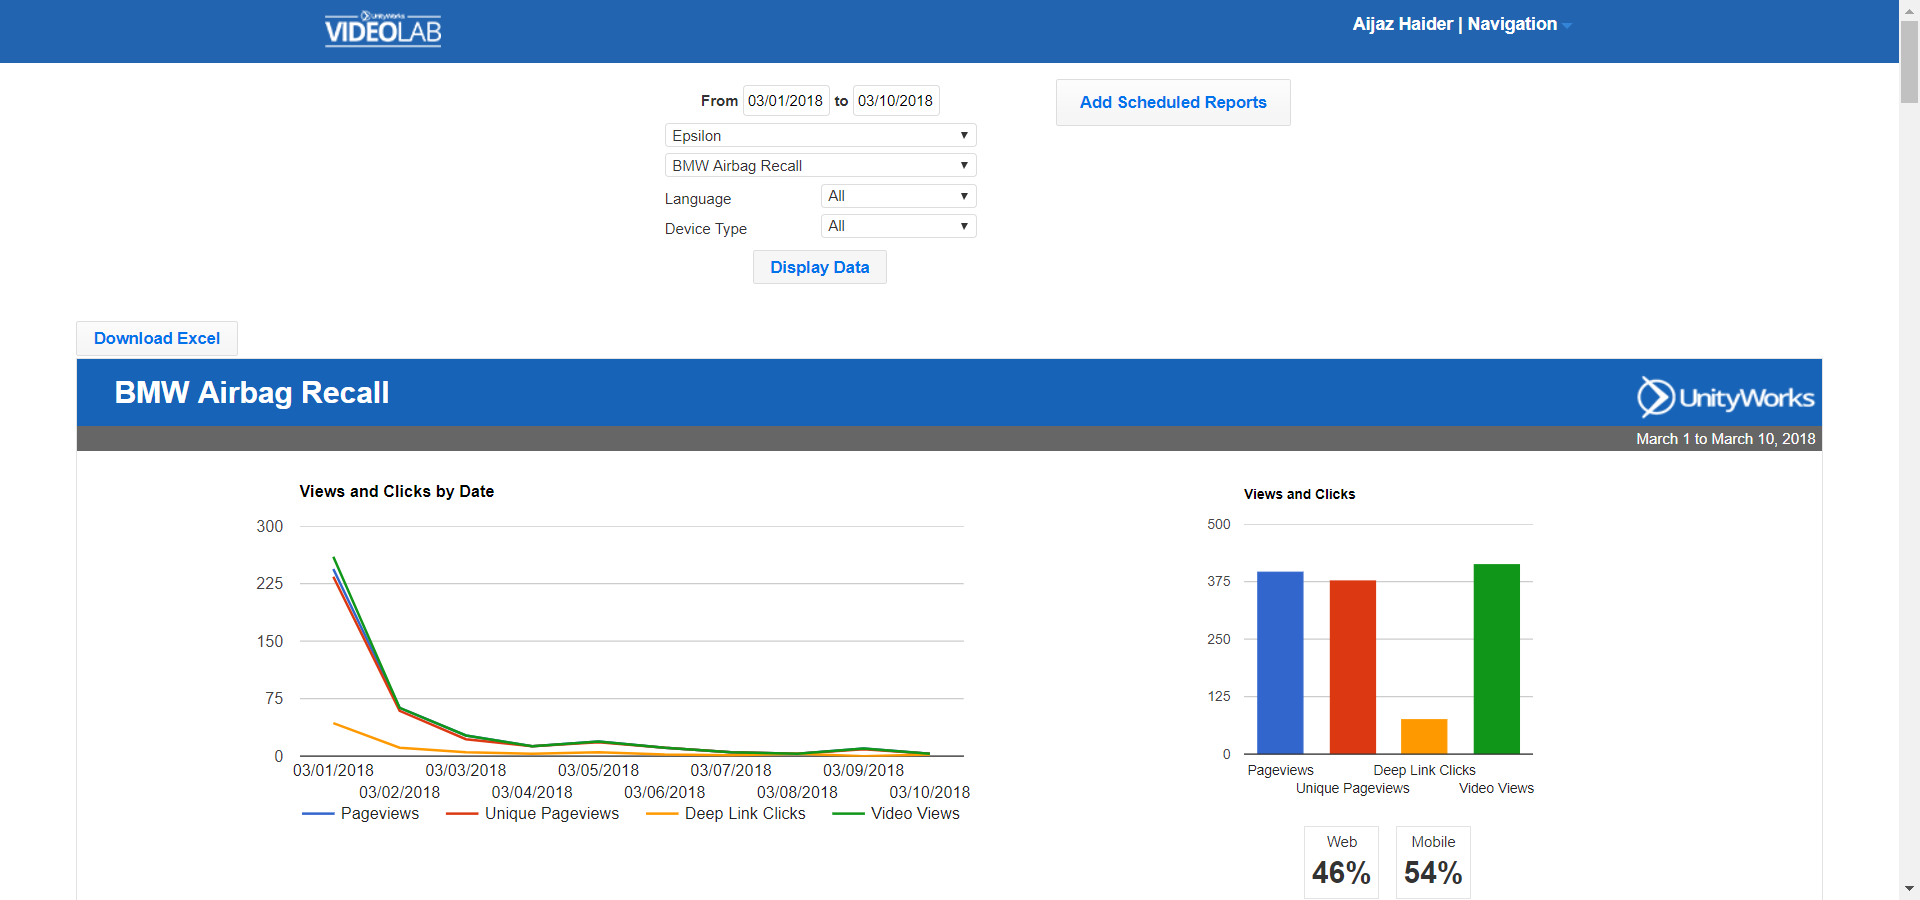 UnityWorks
VIDEOLAB
Aijaz Haider | Navigation
From 03/01/2018 to 03/10/2018
Add Scheduled Reports
Epsilon
BMW Airbag Recall
Language All
Device Type All
Display Data
Download Excel
BMW Airbag Recall
UnityWorks
March 1 to March 10, 2018
Views and Clicks by Date
300
225
150
75
0
03/01/2018 03/03/2018 03/05/2018 03/07/2018 03/09/2018
03/02/2018 03/04/2018 03/06/2018 03/08/2018 03/10/2018
Pageviews Unique Pageviews Deep Link Clicks Video Views
Views and Clicks
500
375
250
125
0
Pageviews Deep Link Clicks
Unique Pageviews Video Views
Web Mobile
46% 54%